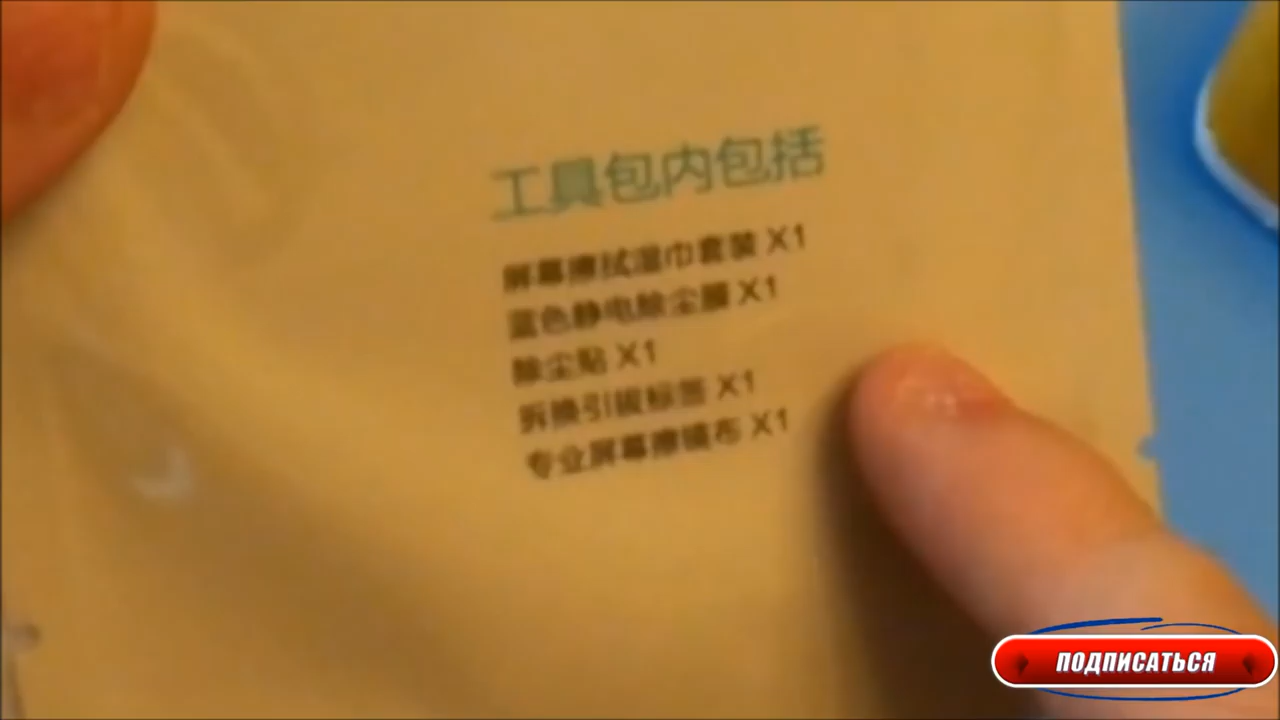 工具包内包括
屏幕擦拭湿巾套装 X1
蓝色静电除尘膜 X1
除尘贴 X1
拆换引拔标签 X1
专业屏幕擦镜布 X1
ПОДПИСАТЬСЯ